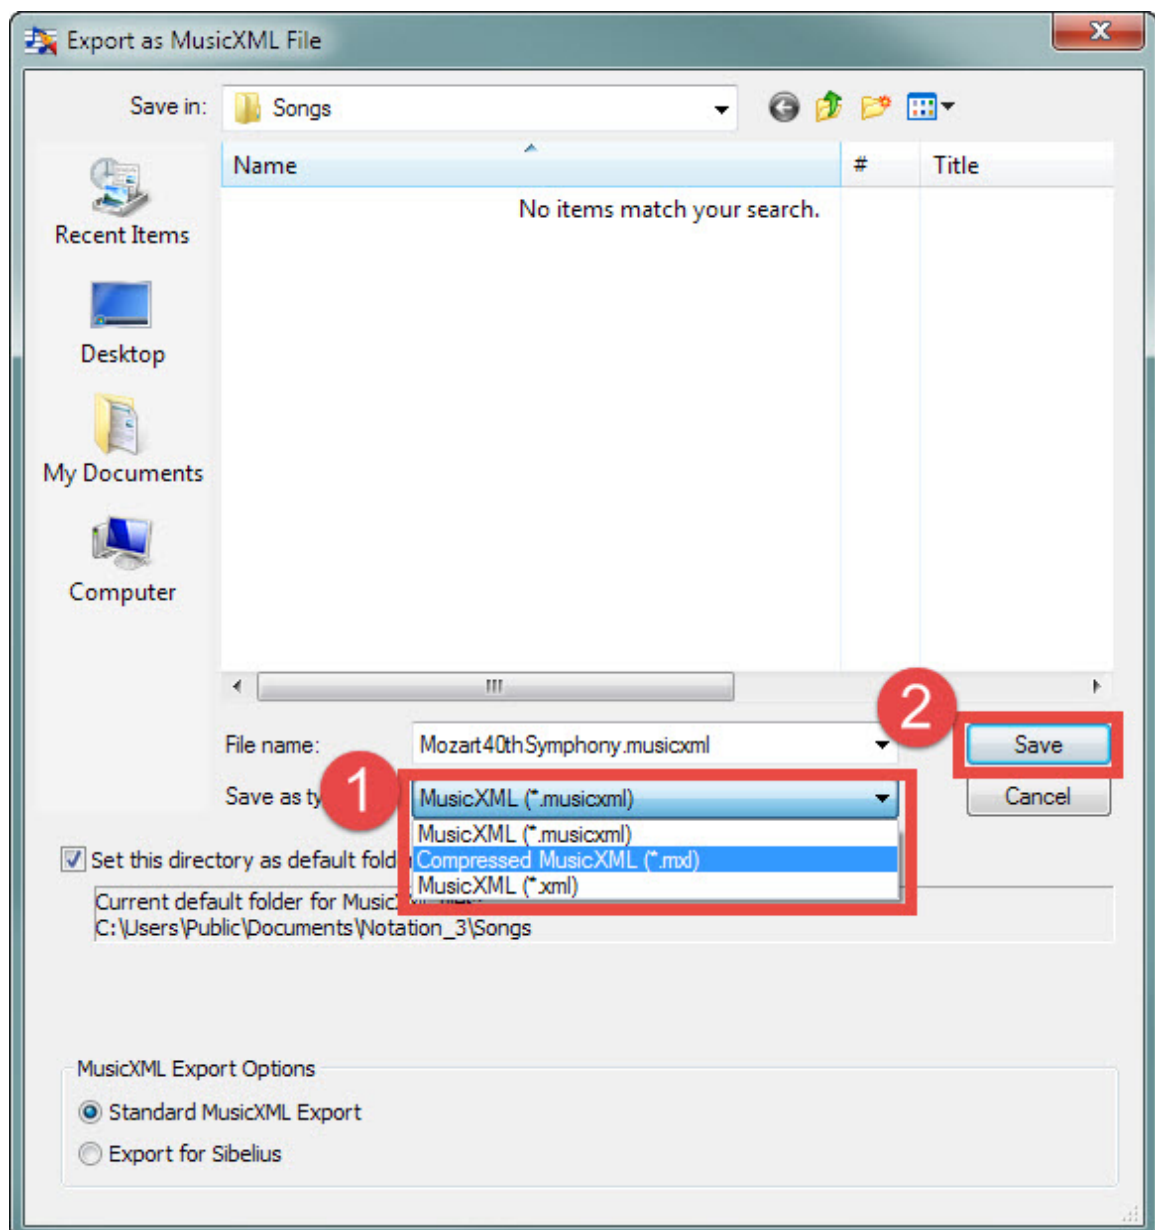 Export as MusicXML File
X
Save in: Songs
Name # Title
No items match your search.
Recent Items
Desktop
My Documents
Computer
2
File name: Mozart40thSymphony.musicxml Save
1
Save as ty MusicXML (*.musicxml) Cancel
MusicXML (*.musicxml)
Compressed MusicXML (*.mxl)
MusicXML (*.xml)
Set this directory as default fold
Current default folder for MusicXML files:
C:\Users\Public\Documents\Notation_3\Songs
MusicXML Export Options
Standard MusicXML Export
Export for Sibelius